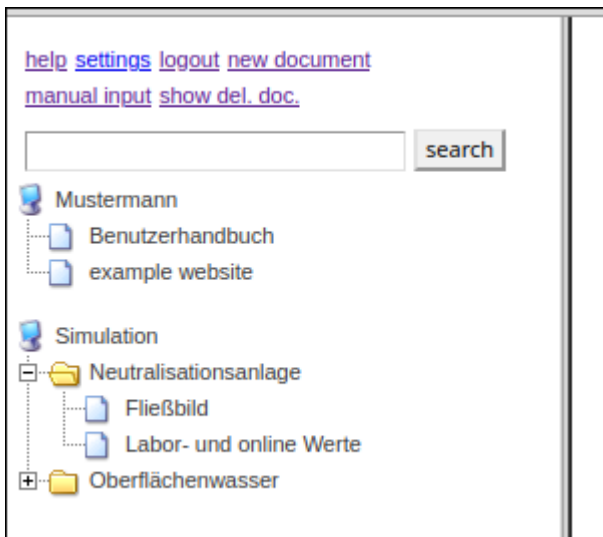 help settings logout new document
manual input show del. doc.
search
Mustermann
Benutzerhandbuch
example website
Simulation
Neutralisationsanlage
Fließbild
Labor- und online Werte
Oberflächenwasser